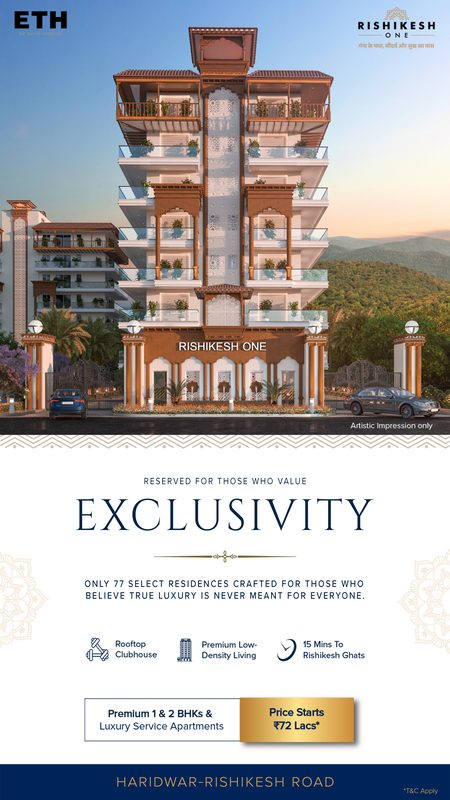 ETH
RISHIKESH
ONE
गंगा के पास, सौंदर्य और सुख का वास
RISHIKESH ONE
Artistic Impression only
RESERVED FOR THOSE WHO VALUE
EXCLUSIVITY
ONLY 77 SELECT RESIDENCES CRAFTED FOR THOSE WHO
BELIEVE TRUE LUXURY IS NEVER MEANT FOR EVERYONE.
Rooftop
Clubhouse
Premium Low-
Density Living
15 Mins To
Rishikesh Ghats
Premium 1 & 2 BHKs &
Luxury Service Apartments
Price Starts
₹72 Lacs*
HARIDWAR-RISHIKESH ROAD
*T&C Apply